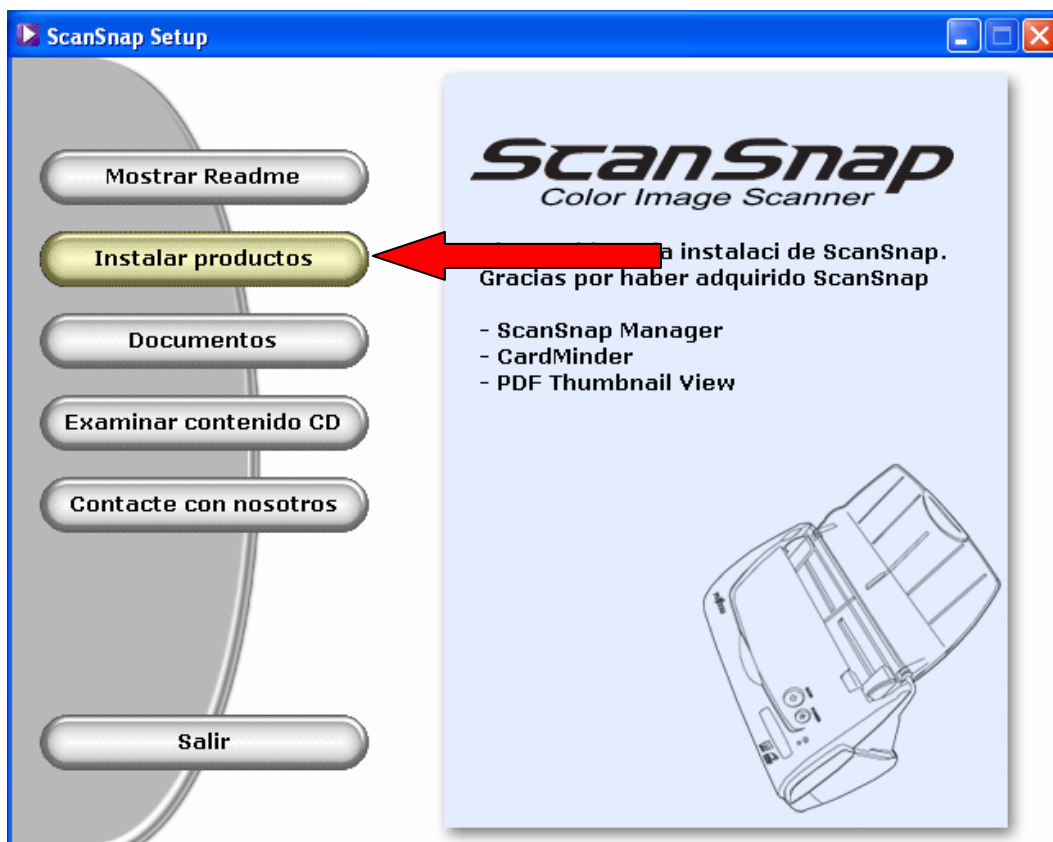 ScanSnap Setup
Mostrar Readme
Instalar productos
Documentos
Examinar contenido CD
Contacte con nosotros
Salir
ScanSnap
Color Image Scanner
a instalaci de ScanSnap.
Gracias por haber adquirido ScanSnap
- ScanSnap Manager
- CardMinder
- PDF Thumbnail View